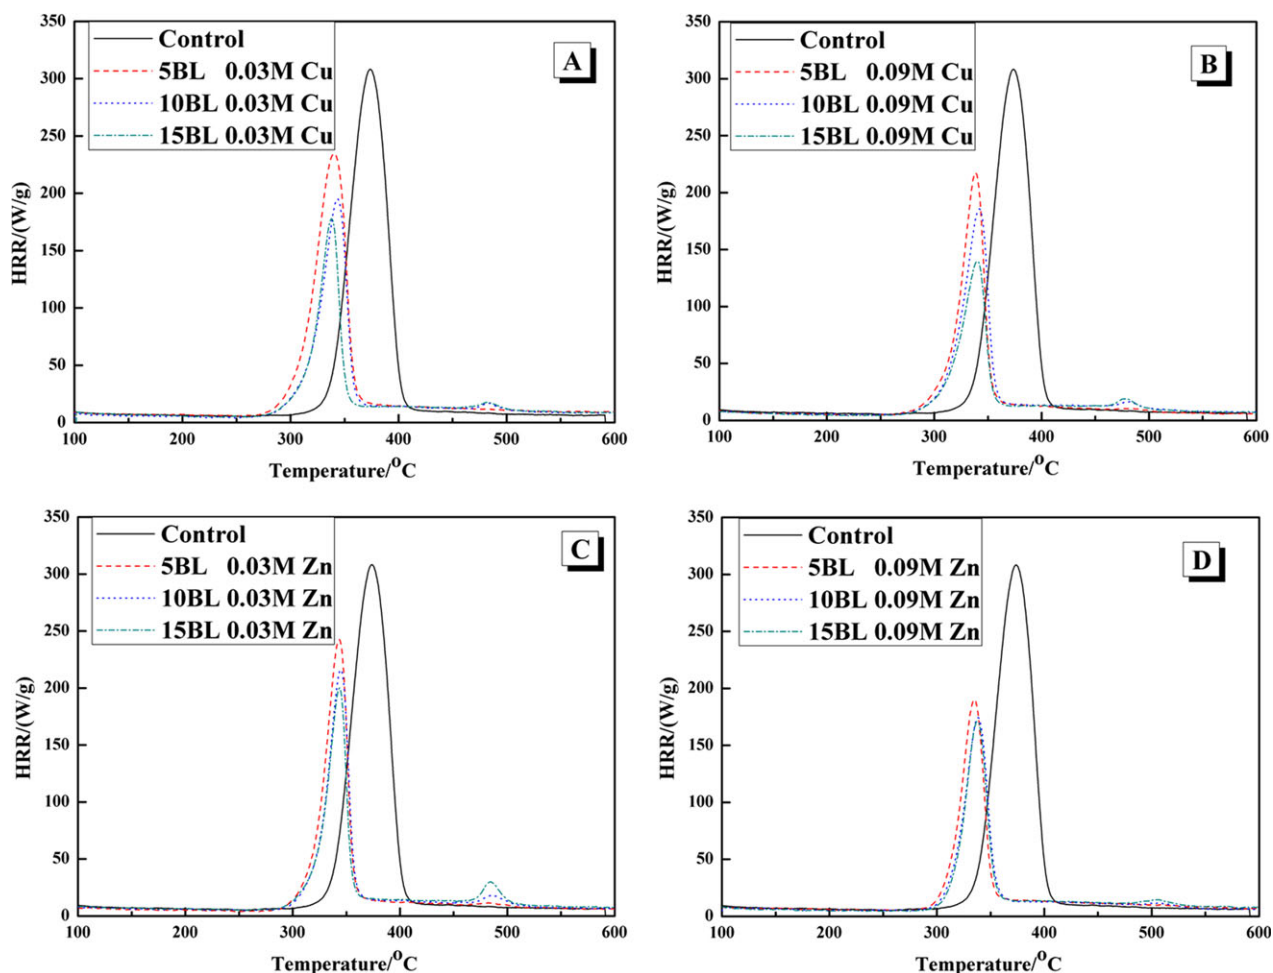 350
300
250
200
150
100
50
0
HRR/(W/g)
Control
5BL 0.03M Cu
10BL 0.03M Cu
15BL 0.03M Cu
A
100 200 300 400 500 600
Temperature/°C
350
300
250
200
150
100
50
0
HRR/(W/g)
Control
5BL 0.09M Cu
10BL 0.09M Cu
15BL 0.09M Cu
B
100 200 300 400 500 600
Temperature/°C
350
300
250
200
150
100
50
0
HRR/(W/g)
Control
5BL 0.03M Zn
10BL 0.03M Zn
15BL 0.03M Zn
C
100 200 300 400 500 600
Temperature/°C
350
300
250
200
150
100
50
0
HRR/(W/g)
Control
5BL 0.09M Zn
10BL 0.09M Zn
15BL 0.09M Zn
D
100 200 300 400 500 600
Temperature/°C